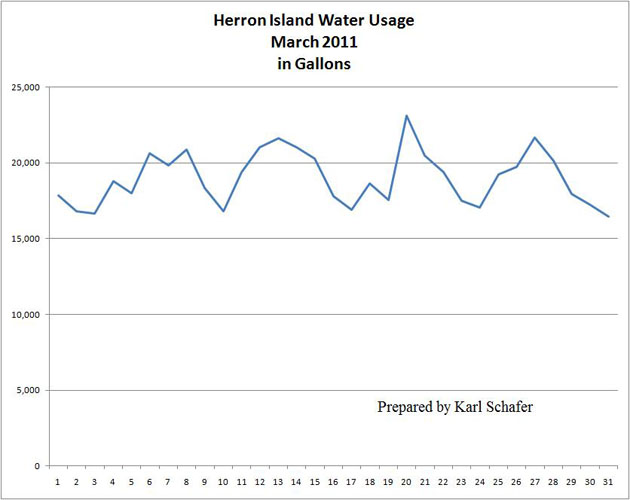 Herron Island Water Usage
March 2011
in Gallons
25,000
20,000
15,000
10,000
5,000
Prepared by Karl Schafer
0
1 2 3 4 5 6 7 8 9 10 11 12 13 14 15 16 17 18 19 20 21 22 23 24 25 26 27 28 29 30 31